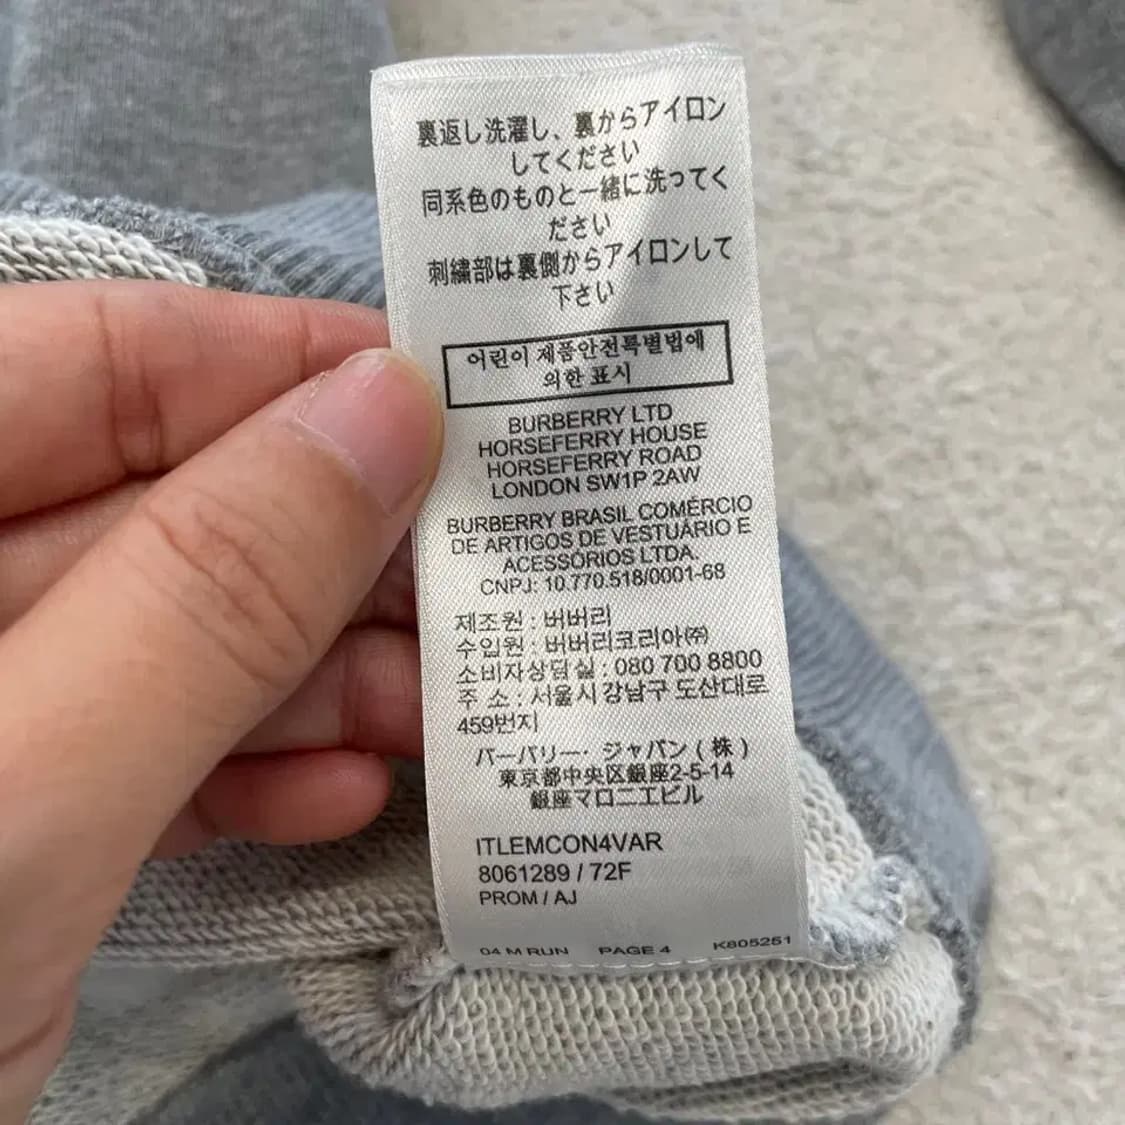 裏返し洗濯し、裏からアイロン
してください
同系色のものと一緒に洗ってく
ださい
刺繍部は裏側からアイロンして
下さい
어린이 제품안전특별법에
의한 표시
BURBERRY LTD
HORSEFERRY HOUSE
HORSEFERRY ROAD
LONDON SW1P 2AW
BURBERRY BRASIL COMÉRCIO
DE ARTIGOS DE VESTUÁRIO E
ACESSÓRIOS LTDA.
CNPJ: 10.770.518/0001-68
제조원 : 버버리
수입원 : 버버리코리아㈜
소비자상담실 : 080 700 8800
주 소 : 서울시 강남구 도산대로
459번지
バーバリー・ジャパン ( 株 )
東京都中央区銀座2-5-14
銀座マロニエビル
ITLEMCON4VAR
8061289 / 72F
PROM / AJ
04 M RUN PAGE 4 K805251